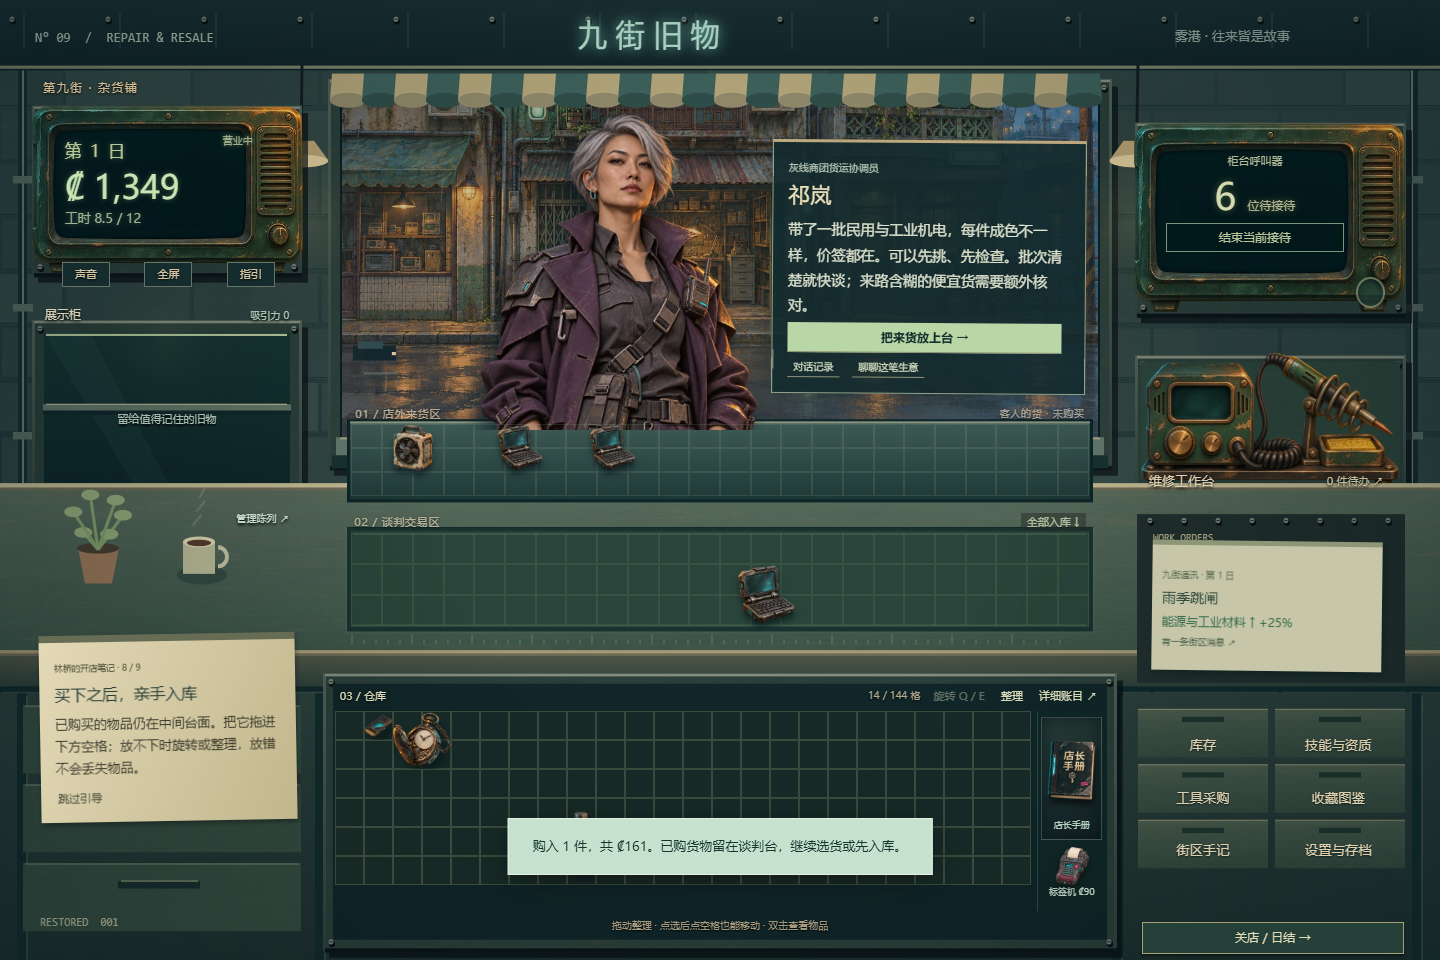 Nº 09 / REPAIR & RESALE
九街旧物
雾港 · 往来皆是故事
第九街 · 杂货铺
第 1 日
营业中
₡ 1,349
工时 8.5 / 12
声音
全屏
指引
展示柜
吸引力 0
留给值得记住的旧物
管理陈列 ↗
灰线商团货运协调员
祁岚
带了一批民用与工业机电，每件成色不一
样，价签都在。可以先挑、先检查。批次清
楚就快谈；来路含糊的便宜货需要额外核
对。
把来货放上台 →
对话记录
聊聊这笔生意
01 / 店外来货区
客人的货 · 未购买
柜台呼叫器
6 位待接待
结束当前接待
维修工作台
0 件待办 ↗
02 / 谈判交易区
全部入库 ↓
WORK ORDERS
九街通讯 · 第 1 日
雨季跳闸
能源与工业材料 ↑ +25%
有一条街区消息 ↗
林桥的开店笔记 · 8 / 9
买下之后，亲手入库
已购买的物品仍在中间台面。把它拖进
下方空格；放不下时旋转或整理，放错
不会丢失物品。
跳过引导
RESTORED 001
03 / 仓库
14 / 144 格
旋转 Q / E
整理
详细账目 ↗
店长
手册
店长手册
标签机 ₡90
购入 1 件，共 ₡161。已购货物留在谈判台，继续选货或先入库。
拖动整理 · 点选后点空格也能移动 · 双击查看物品
库存
技能与资质
工具采购
收藏图鉴
街区手记
设置与存档
关店 / 日结 →